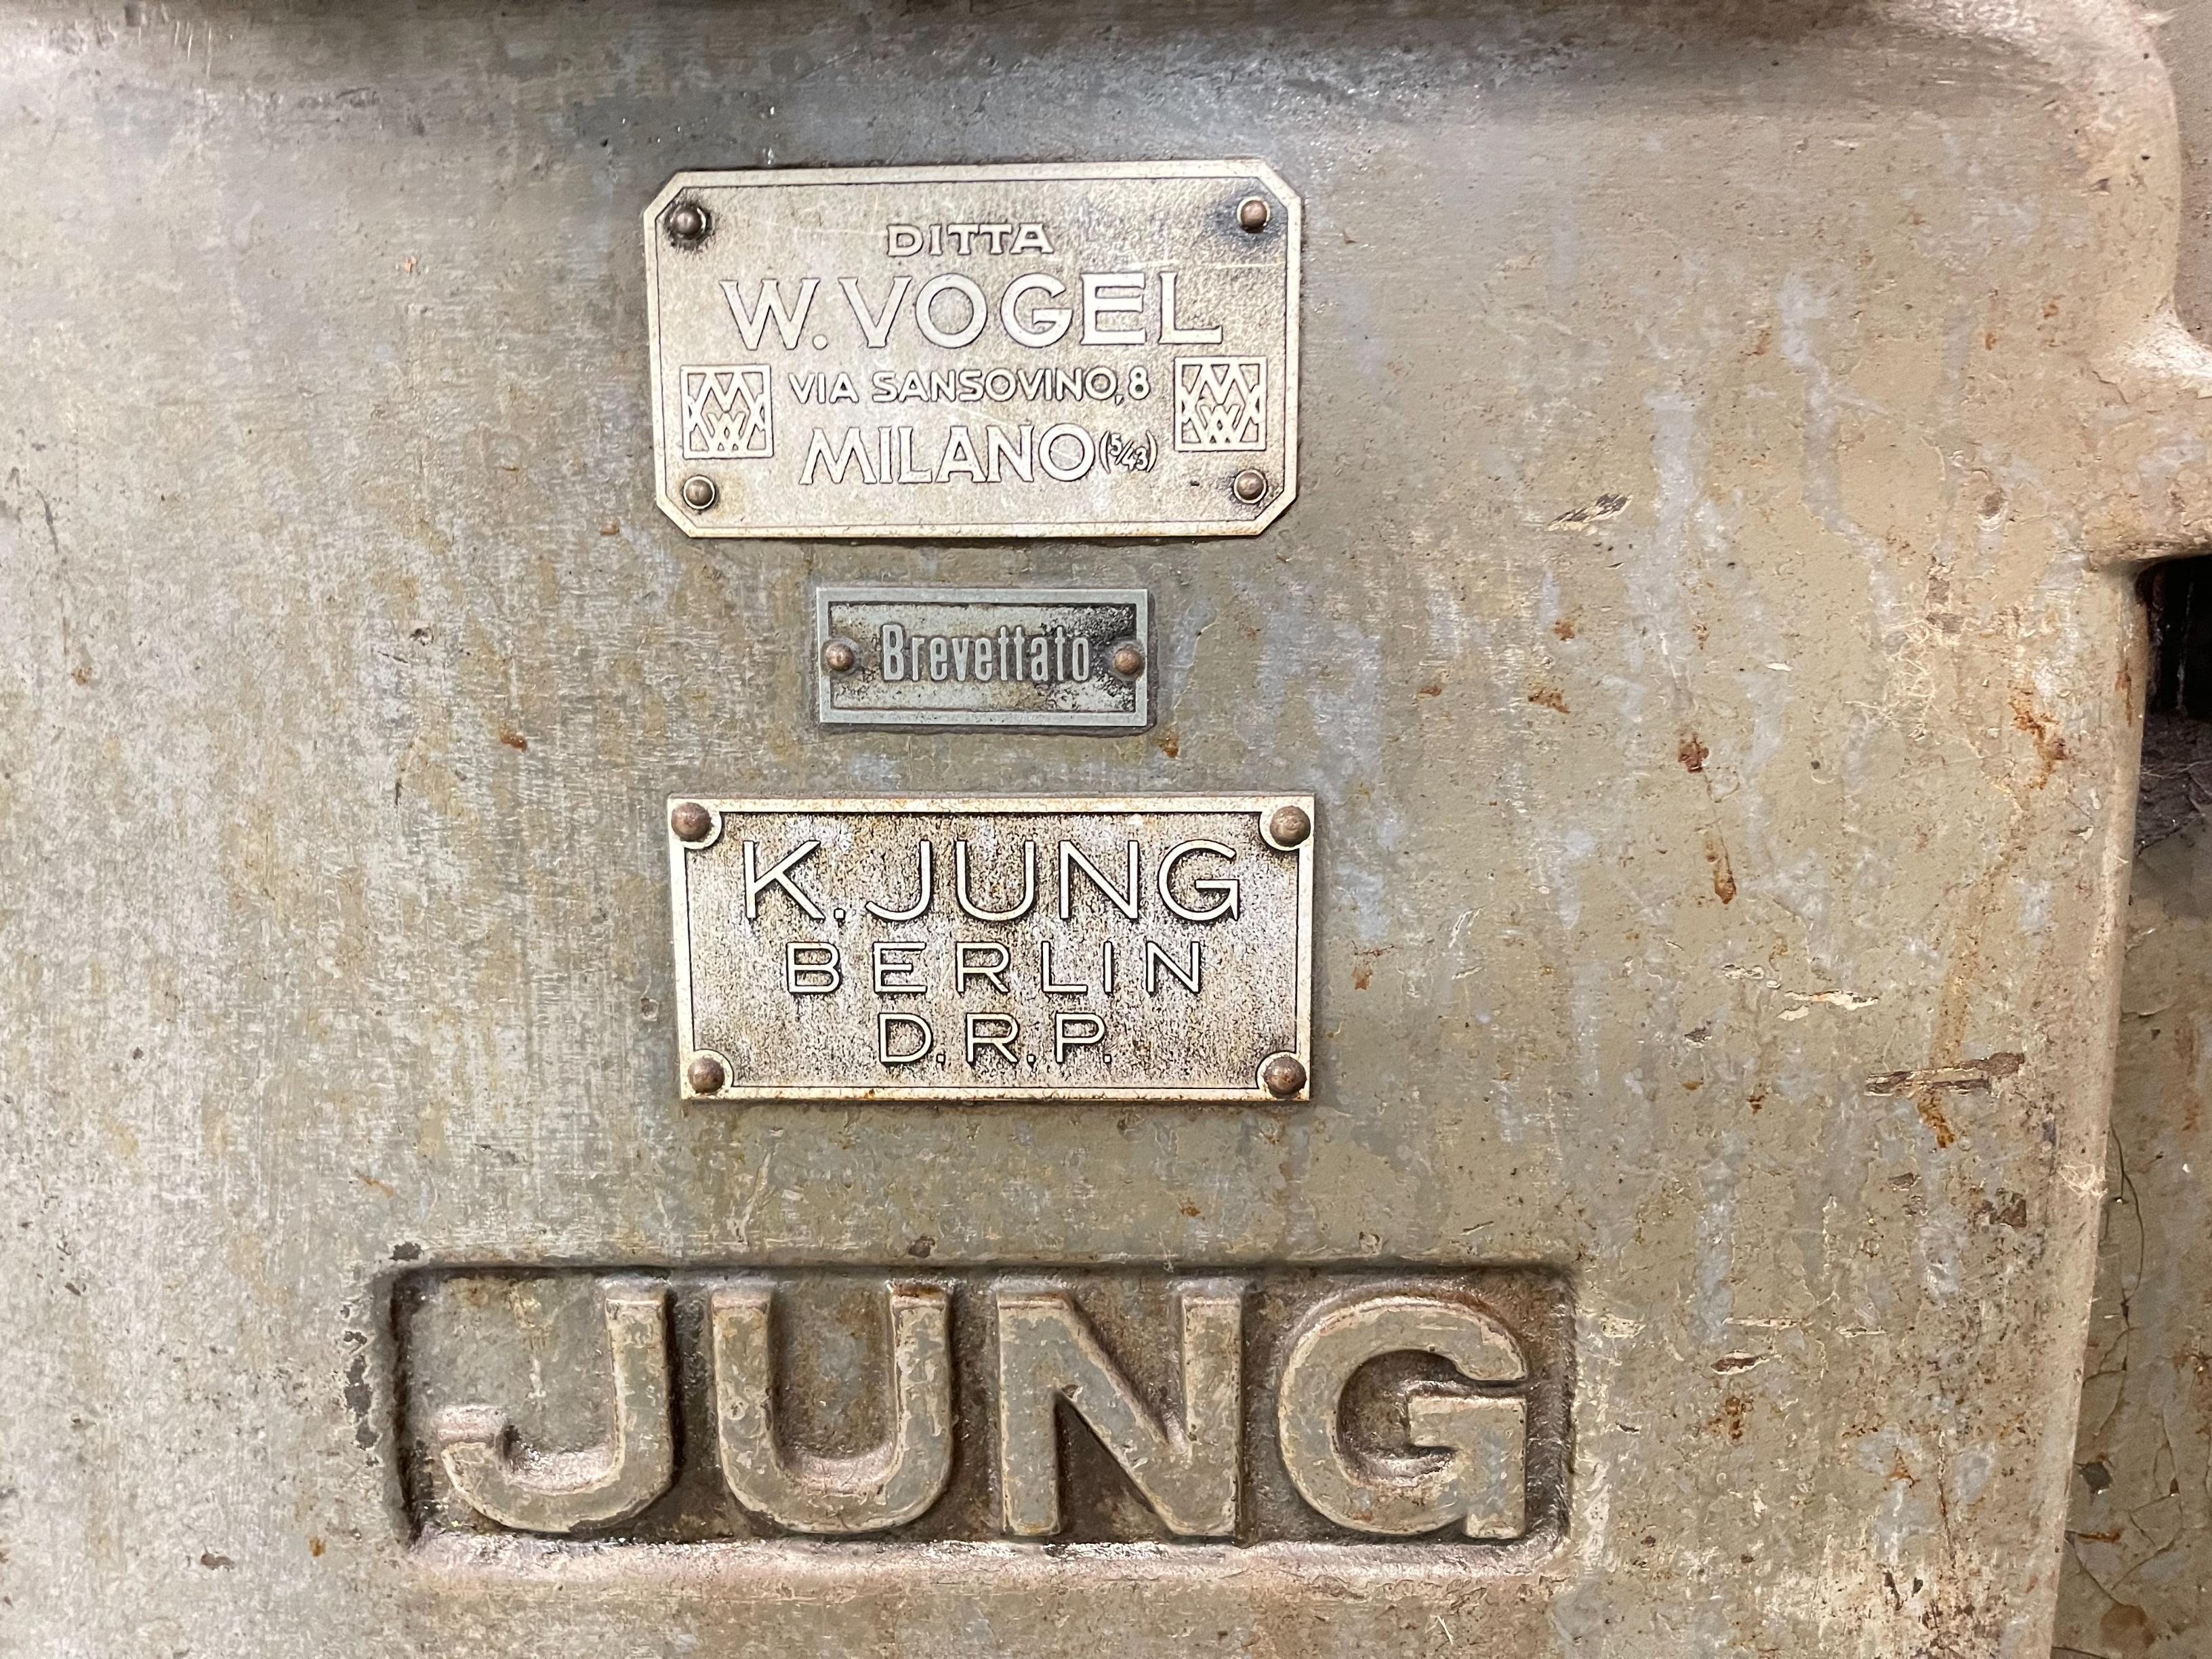 DITTA
W. VOGEL
VIA SANSOVINO, 8
MILANO (5/43)
Brevettato
K. JUNG
BERLIN
D.R.P.
JUNG